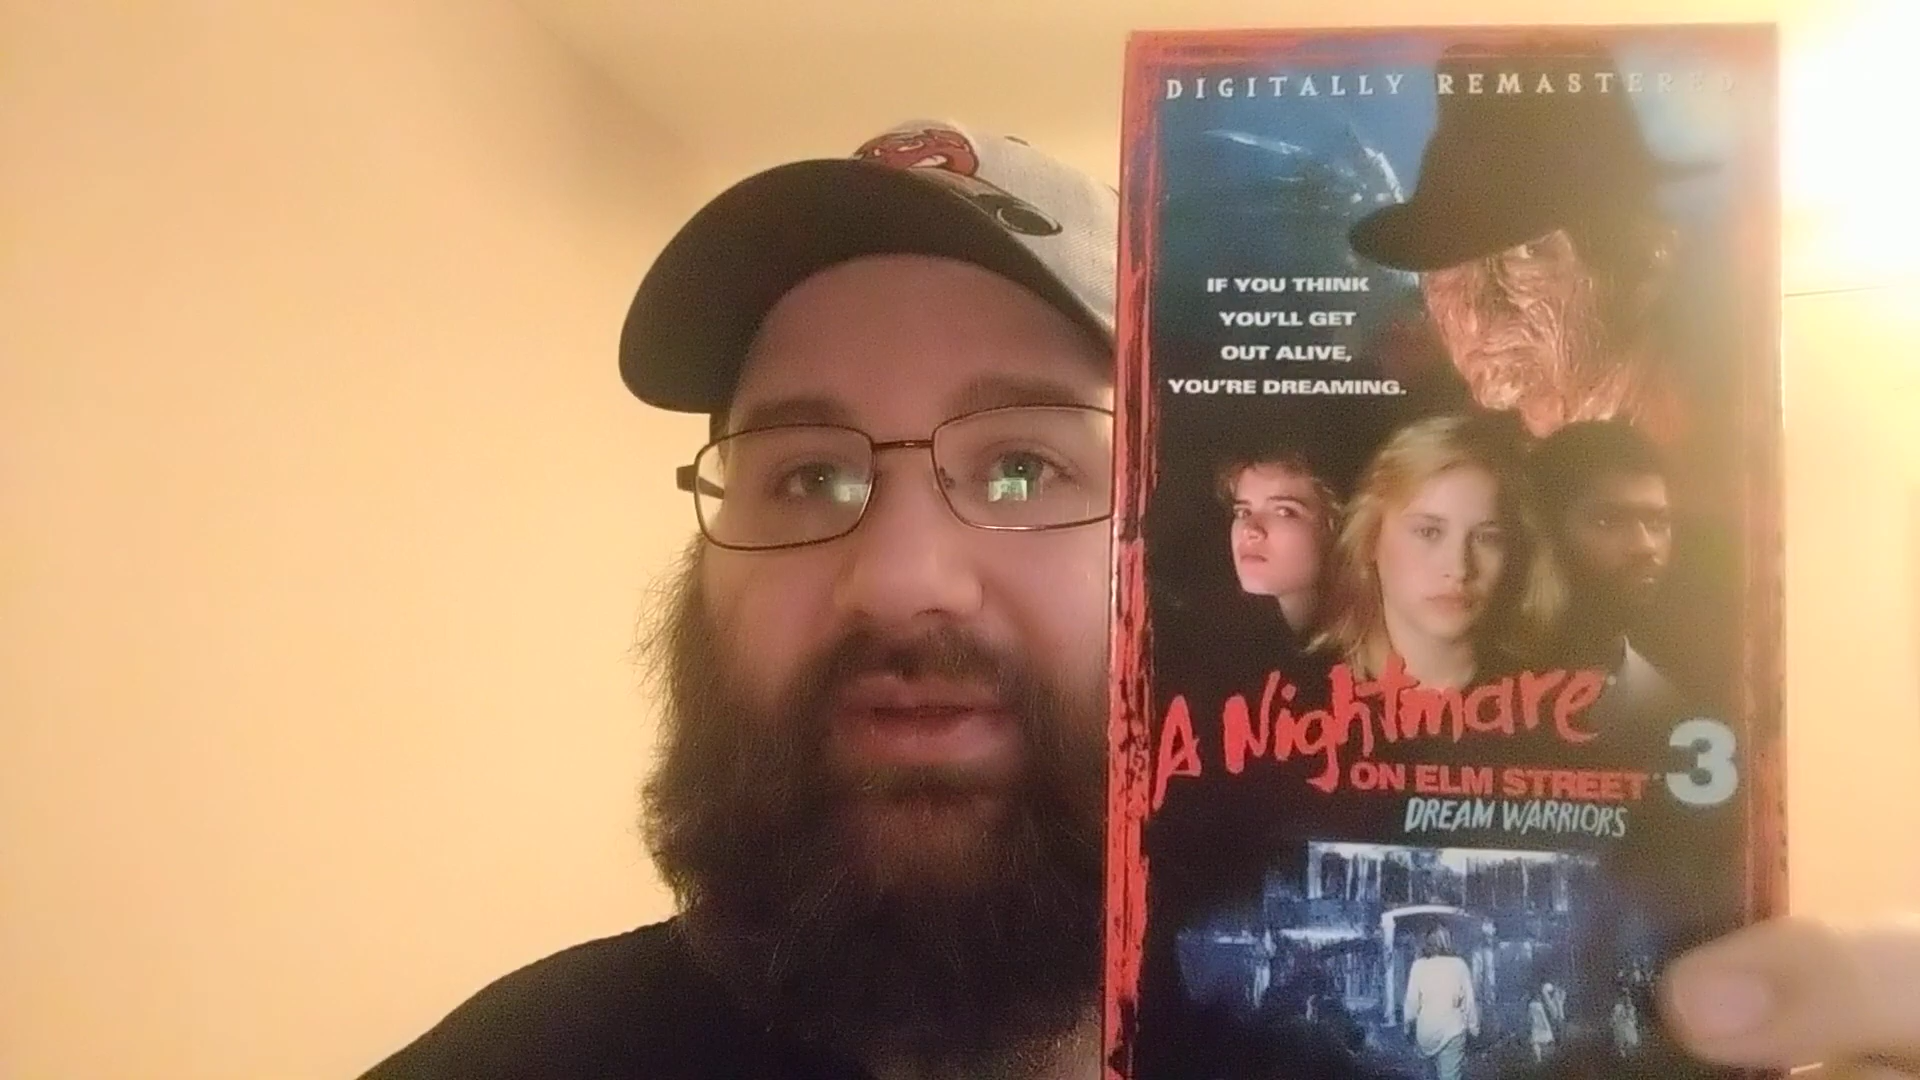 DIGITALLY REMASTERED
IF YOU THINK
YOU'LL GET
OUT ALIVE,
YOU'RE DREAMING.
A Nightmare
ON ELM STREET 3
DREAM WARRIORS